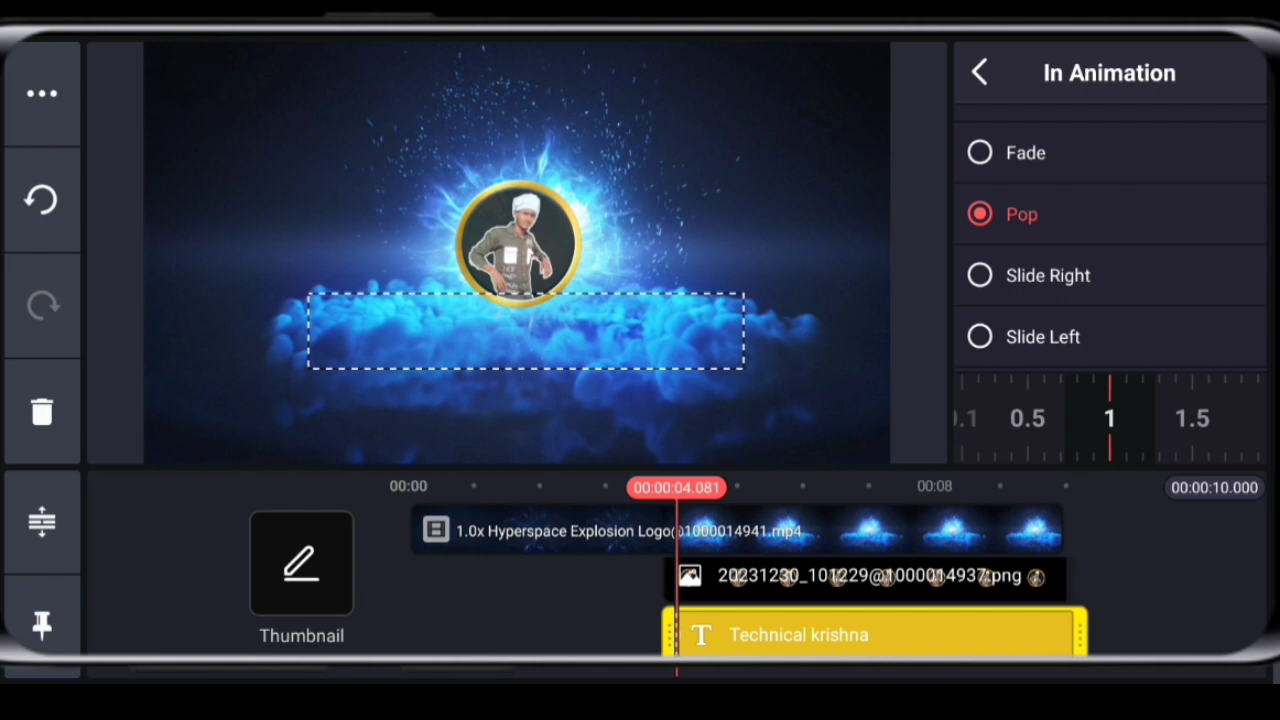 In Animation
Fade
Pop
Slide Right
Slide Left
0.5 1 1.5
00:00 00:00:04.081 00:08 00:00:10.000
1.0x Hyperspace Explosion Logo@1000014941.mp4
20231230_101229@1000014937.png
Technical krishna
Thumbnail